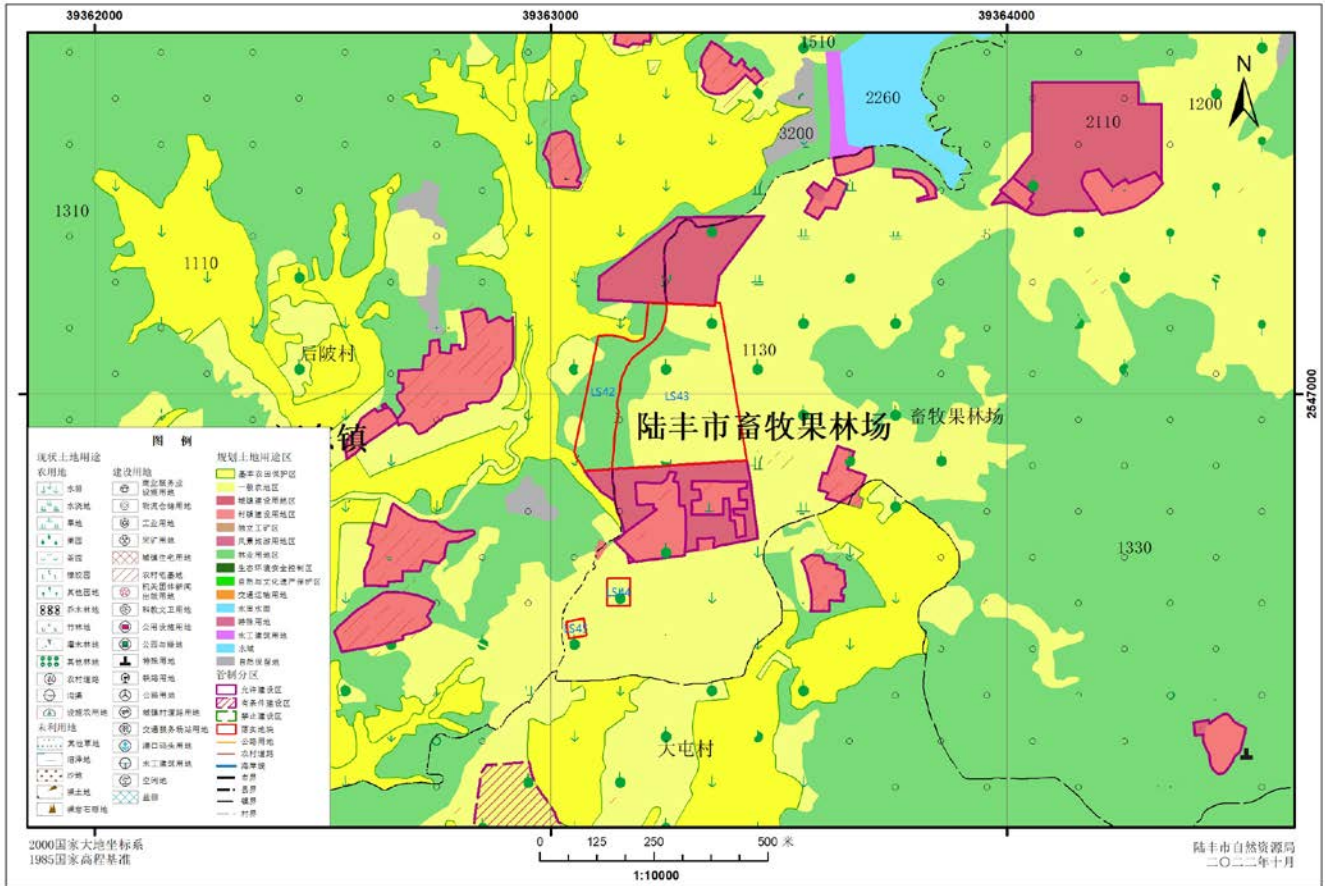 39362000
39363000
39364000
1510
N
2260
1200
2110
3200
1310
1110
后陂村
1130
2547000
LS42
LS43
陆丰市畜牧果林场
畜牧果林场
镇
1330
LS44
大屯村
图 例
现状土地用途
农用地
水田
水浇地
旱地
果园
茶园
橡胶园
其他园地
乔木林地
竹林地
灌木林地
其他林地
农村道路
沟渠
设施农用地
未利用地
其他草地
沼泽地
沙地
裸土地
裸岩石砾地
建设用地
商业服务业
设施用地
物流仓储用地
工业用地
采矿用地
城镇住宅用地
农村宅基地
机关团体新闻
出版用地
科教文卫用地
公用设施用地
公园与绿地
特殊用地
铁路用地
公路用地
城镇村道路用地
交通服务场站用地
港口码头用地
水工建筑用地
空闲地
盐田
规划土地用途区
基本农田保护区
一般农地区
城镇建设用地区
村镇建设用地区
独立工矿区
风景旅游用地区
林业用地区
生态环境安全控制区
自然与文化遗产保护区
交通运输用地
水田水面
特殊用地
水工建筑用地
水域
自然保留地
管制分区
允许建设区
有条件建设区
禁止建设区
落实地块
公路用地
农村道路
海岸线
市界
县界
镇界
村界
2000国家大地坐标系
1985国家高程基准
0 125 250 500 米
1:10000
陆丰市自然资源局
二〇二二年十月